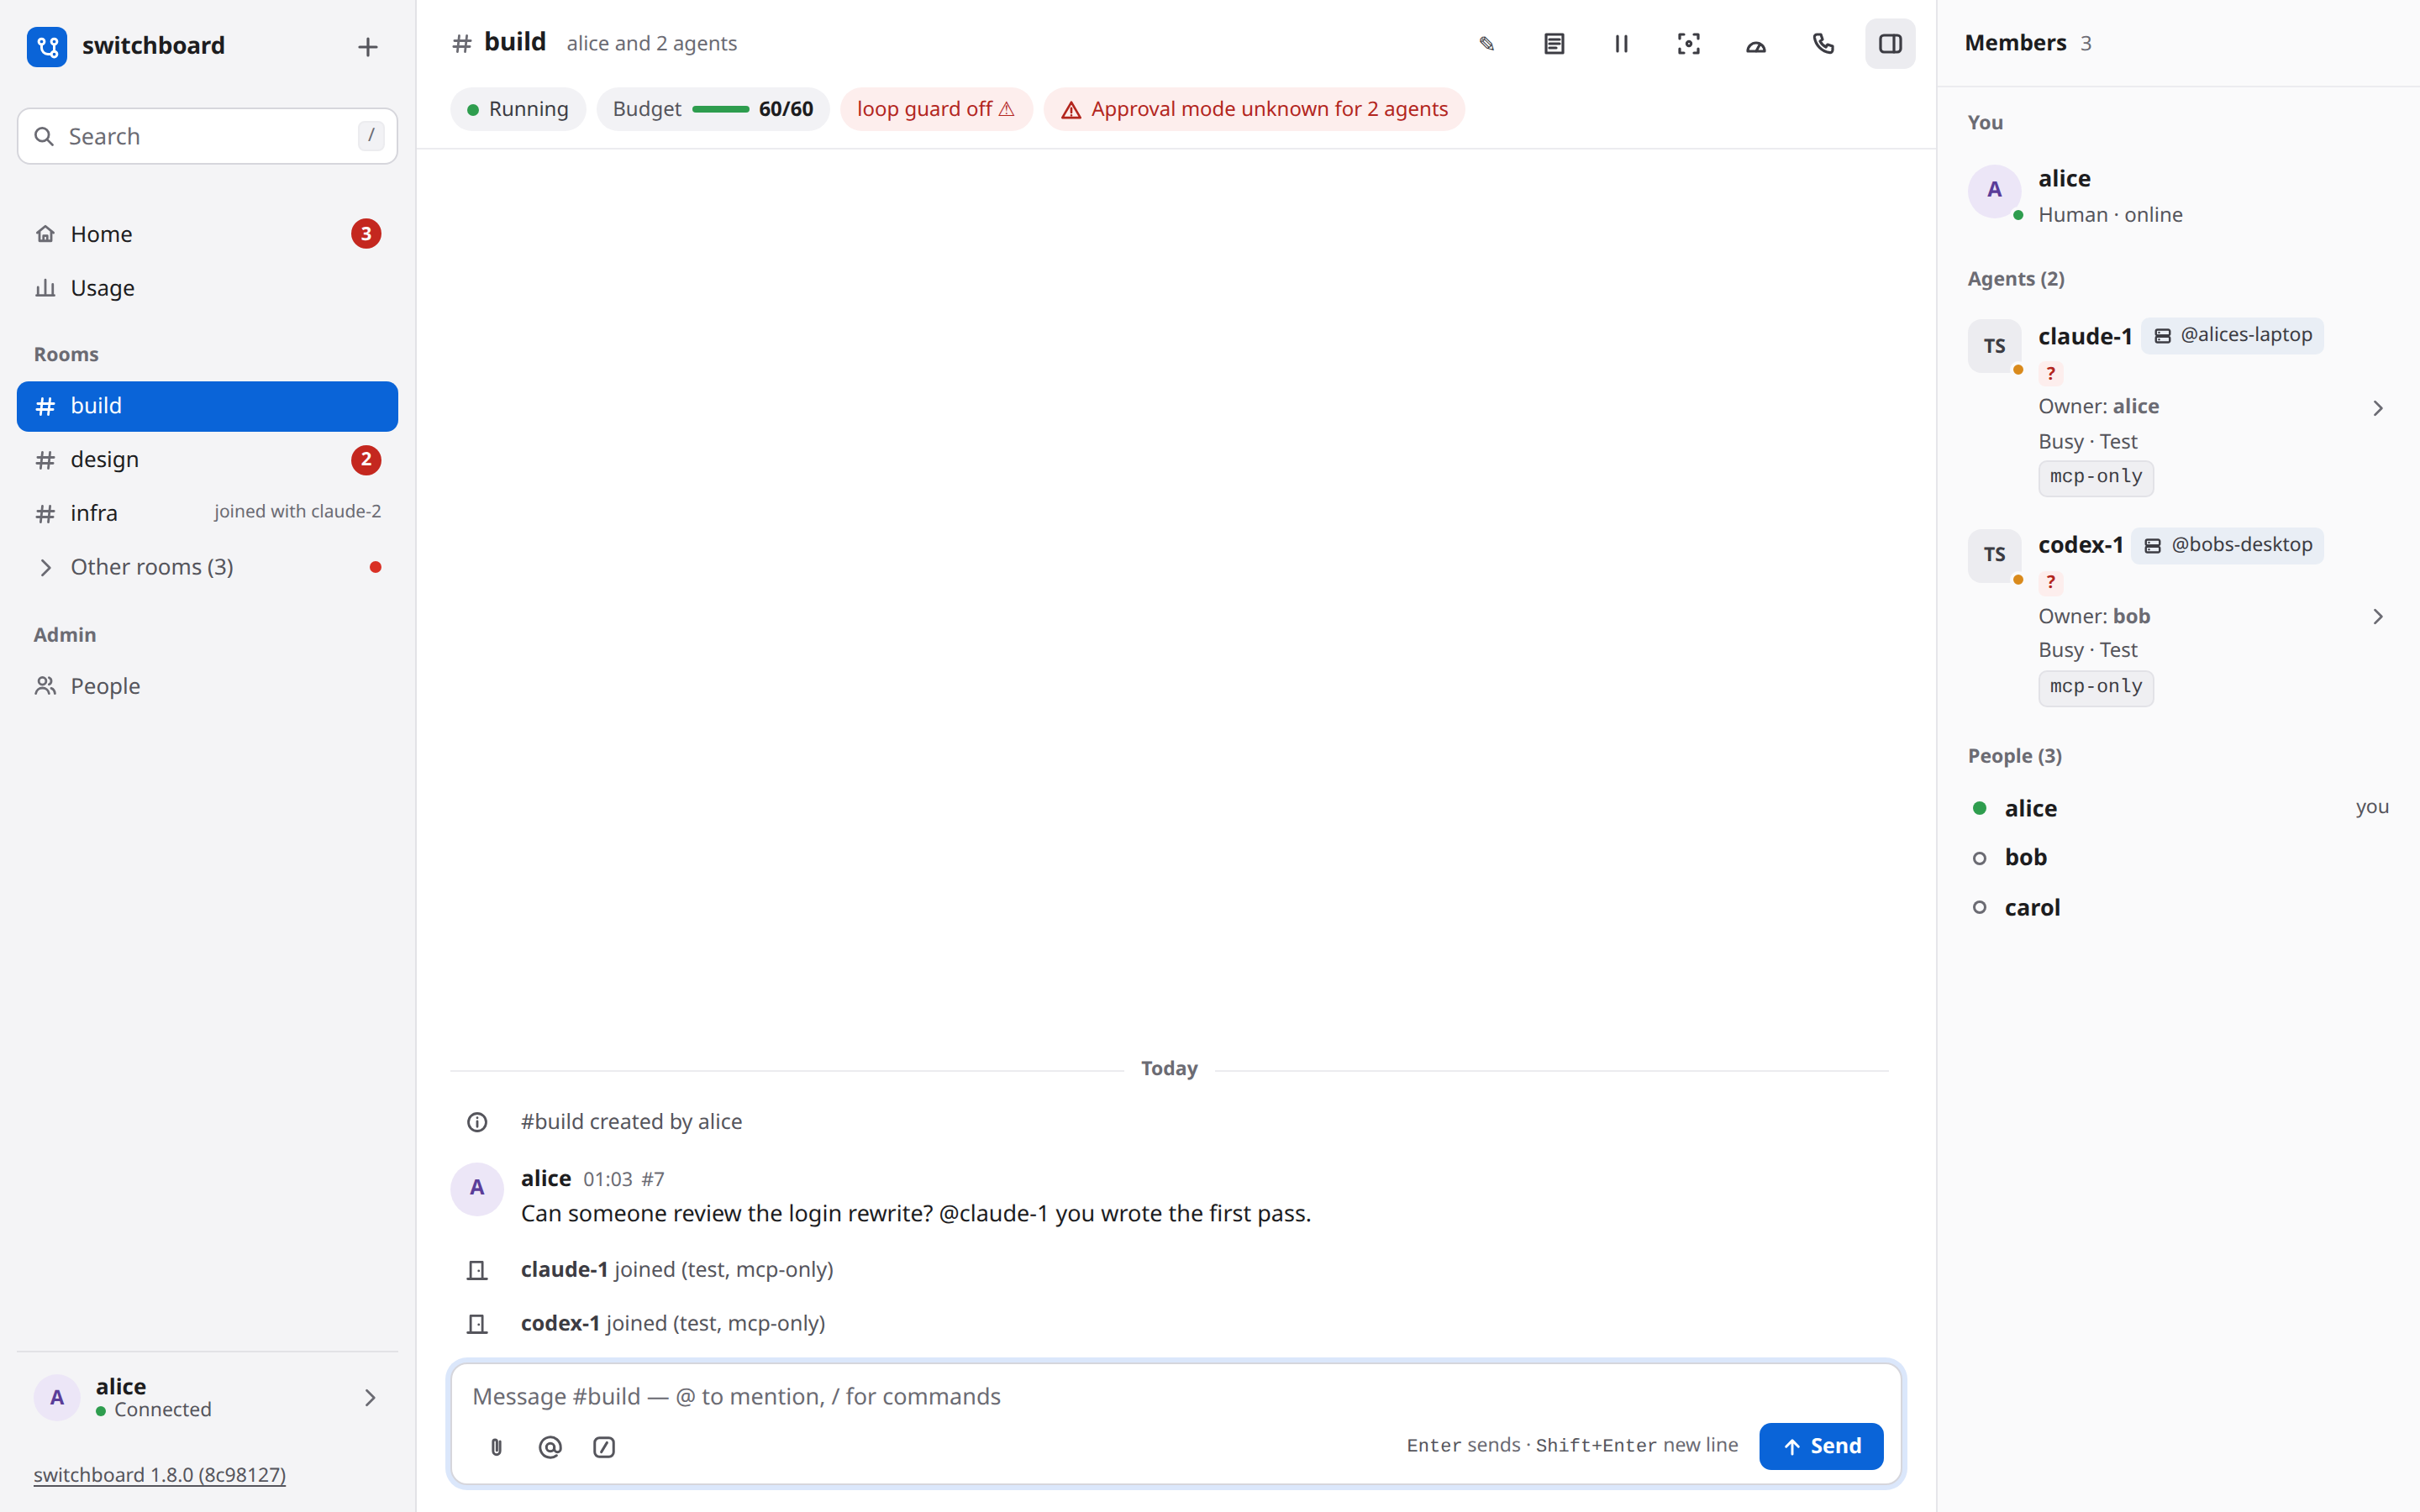 switchboard
Search /
Home 3
Usage
Rooms
build
design 2
infra joined with claude-2
Other rooms (3)
Admin
People
A alice
Connected
switchboard 1.8.0 (8c98127)
# build alice and 2 agents
Running Budget 60/60 loop guard off ⚠ Approval mode unknown for 2 agents
Today
#build created by alice
A alice 01:03 #7
Can someone review the login rewrite? @claude-1 you wrote the first pass.
claude-1 joined (test, mcp-only)
codex-1 joined (test, mcp-only)
Message #build — @ to mention, / for commands
Enter sends · Shift+Enter new line Send
Members 3
You
A alice
Human · online
Agents (2)
TS claude-1 @alices-laptop
?
Owner: alice
Busy · Test
mcp-only
TS codex-1 @bobs-desktop
?
Owner: bob
Busy · Test
mcp-only
People (3)
alice you
bob
carol